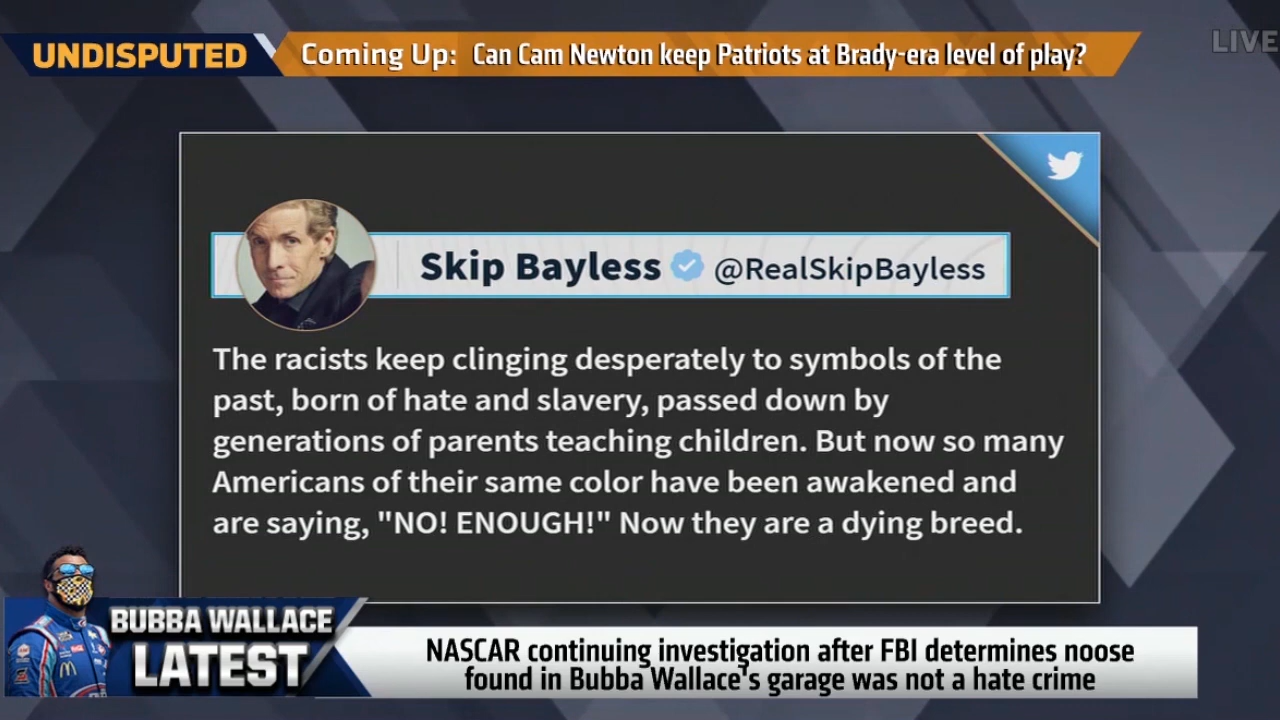 UNDISPUTED
Coming Up: Can Cam Newton keep Patriots at Brady-era level of play?
LIVE
Skip Bayless @RealSkipBayless
The racists keep clinging desperately to symbols of the
past, born of hate and slavery, passed down by
generations of parents teaching children. But now so many
Americans of their same color have been awakened and
are saying, "NO! ENOUGH!" Now they are a dying breed.
BUBBA WALLACE
LATEST
NASCAR continuing investigation after FBI determines noose
found in Bubba Wallace's garage was not a hate crime